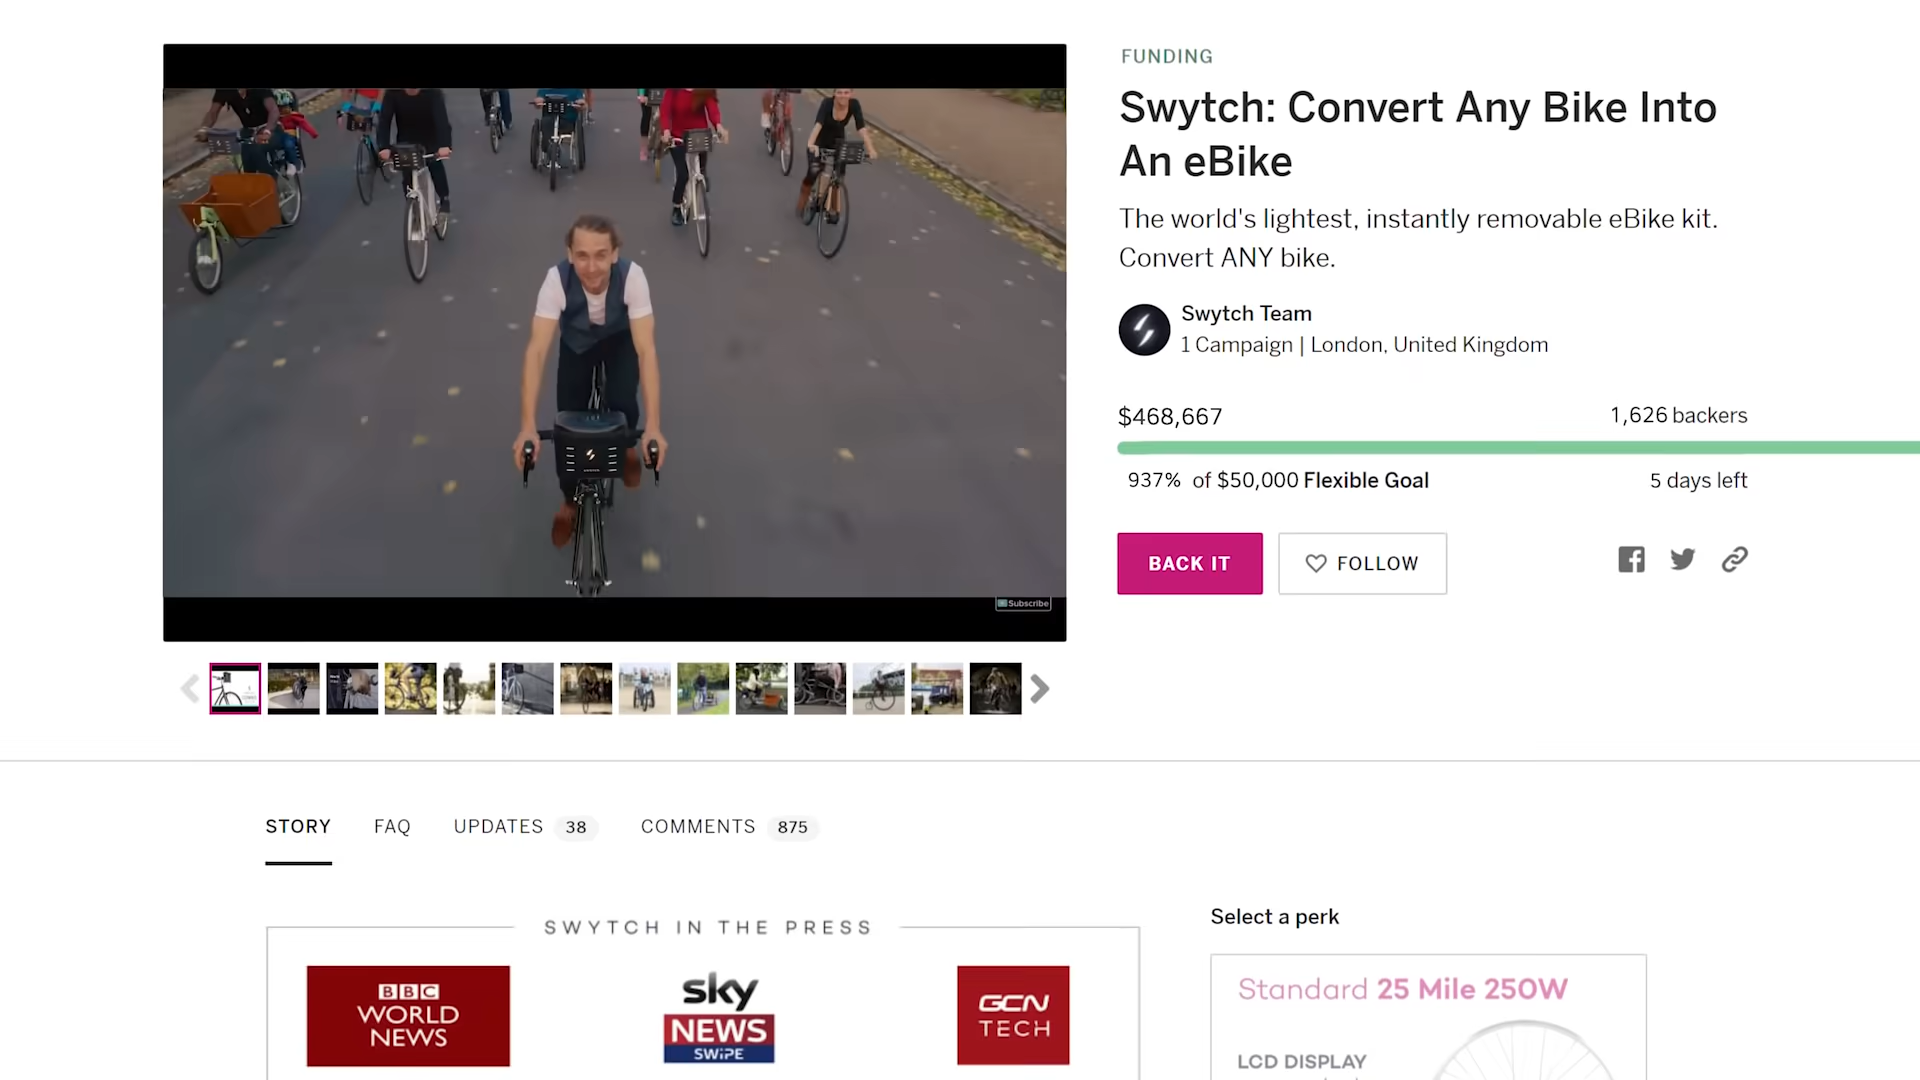 FUNDING
Swytch: Convert Any Bike Into
An eBike
The world's lightest, instantly removable eBike kit.
Convert ANY bike.
Swytch Team
1 Campaign | London, United Kingdom
$468,667
1,626 backers
937% of $50,000 Flexible Goal
5 days left
BACK IT
FOLLOW
Subscribe
STORY
FAQ
UPDATES 38
COMMENTS 875
SWYTCH IN THE PRESS
BBC
WORLD
NEWS
sky
NEWS
SWiPE
GCN
TECH
Select a perk
Standard 25 Mile 250W
LCD DISPLAY